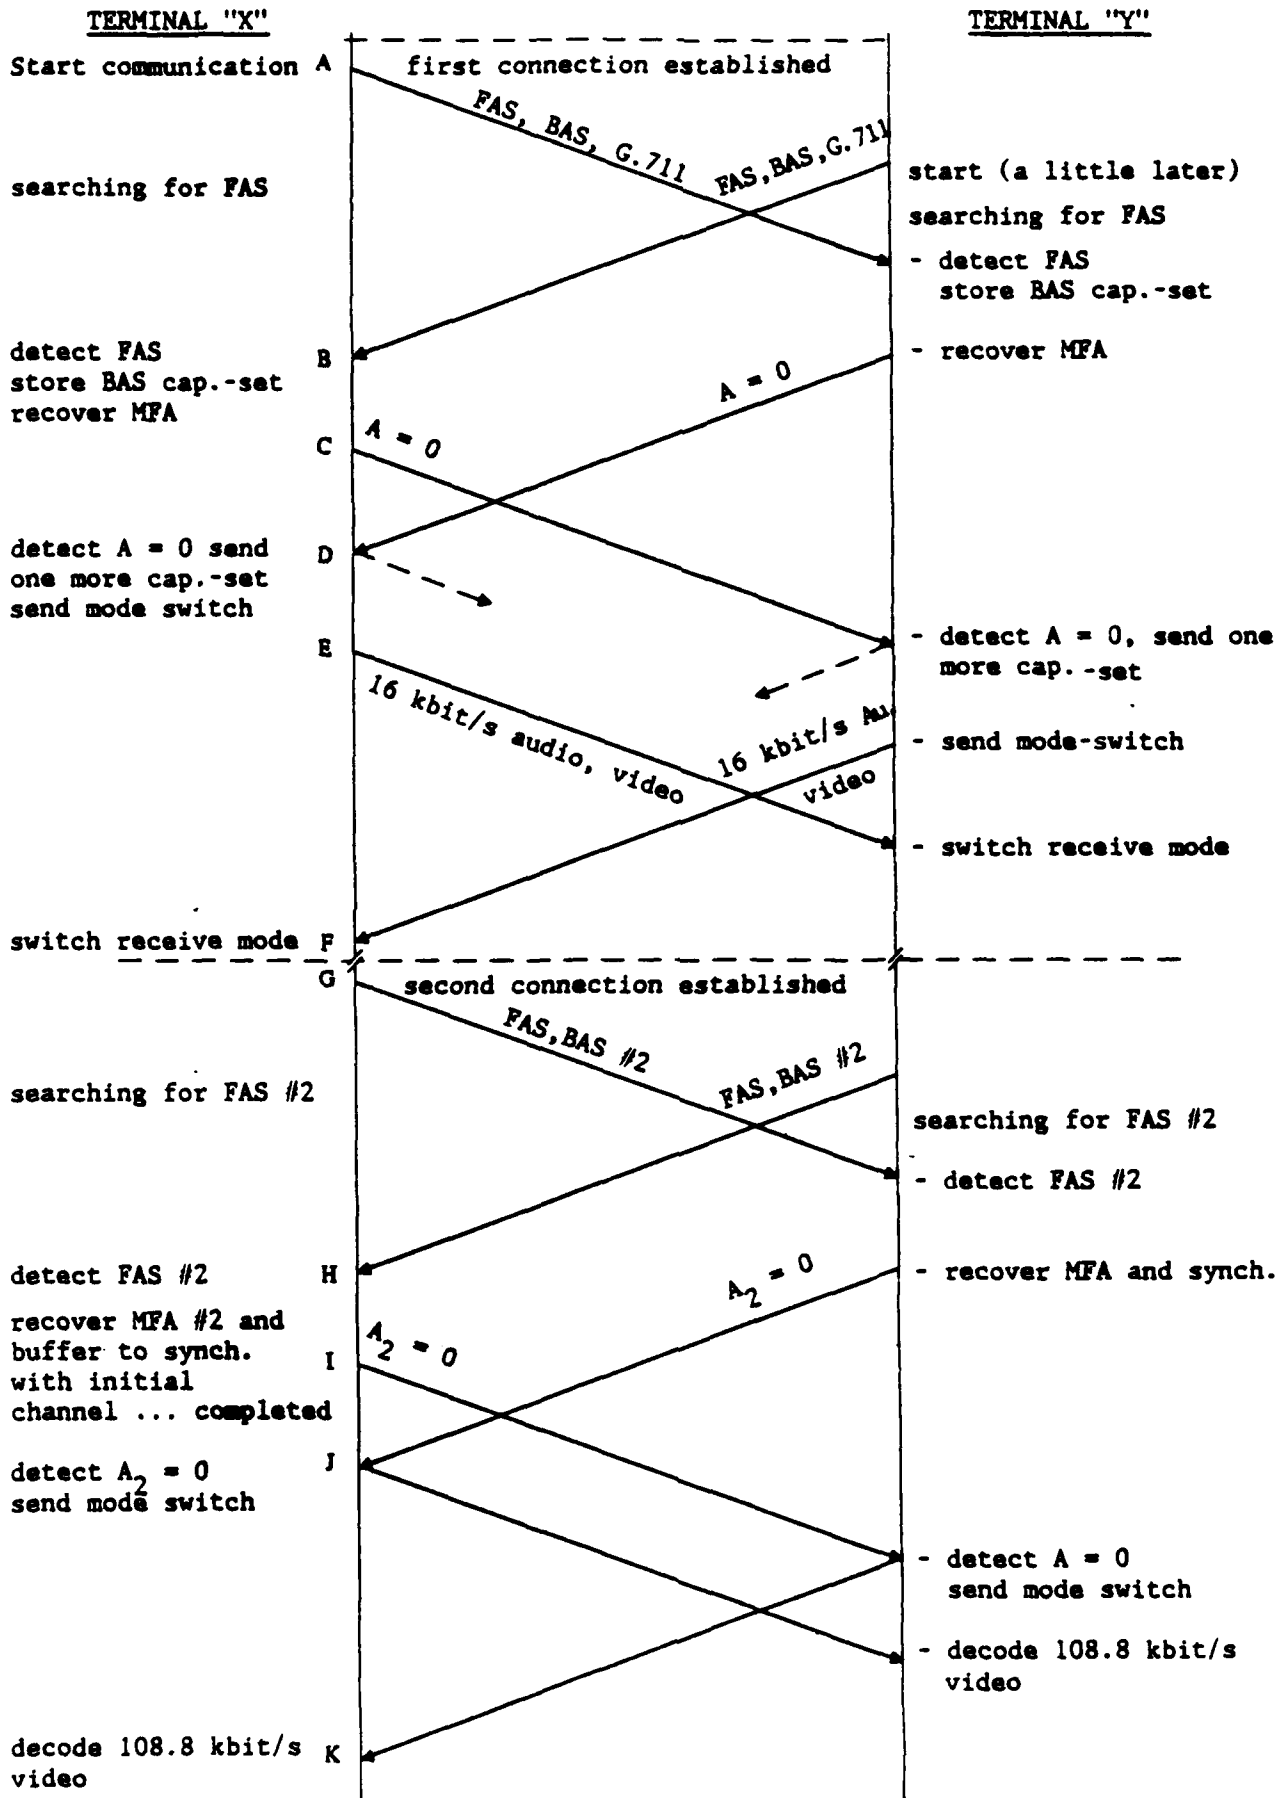 TERMINAL "X"
TERMINAL "Y"
Start communication A
first connection established
FAS, BAS, G.711
FAS,BAS,G.711
start (a little later)
searching for FAS
searching for FAS
- detect FAS
store BAS cap.-set
detect FAS
store BAS cap.-set
recover MFA
B
- recover MFA
A = 0
C
A = 0
detect A = 0 send
one more cap.-set
send mode switch
D
E
- detect A = 0, send one
more cap. -set
16 kbit/s audio, video
16 kbit/s Au.
video
- send mode-switch
- switch receive mode
switch receive mode F
G
second connection established
FAS,BAS #2
FAS,BAS #2
searching for FAS #2
searching for FAS #2
- detect FAS #2
detect FAS #2 H
A2 = 0
- recover MFA and synch.
recover MFA #2 and
buffer to synch.
with initial
channel ... completed
I
A2 = 0
J
detect A2 = 0
send mode switch
- detect A = 0
send mode switch
- decode 108.8 kbit/s
video
decode 108.8 kbit/s K
video